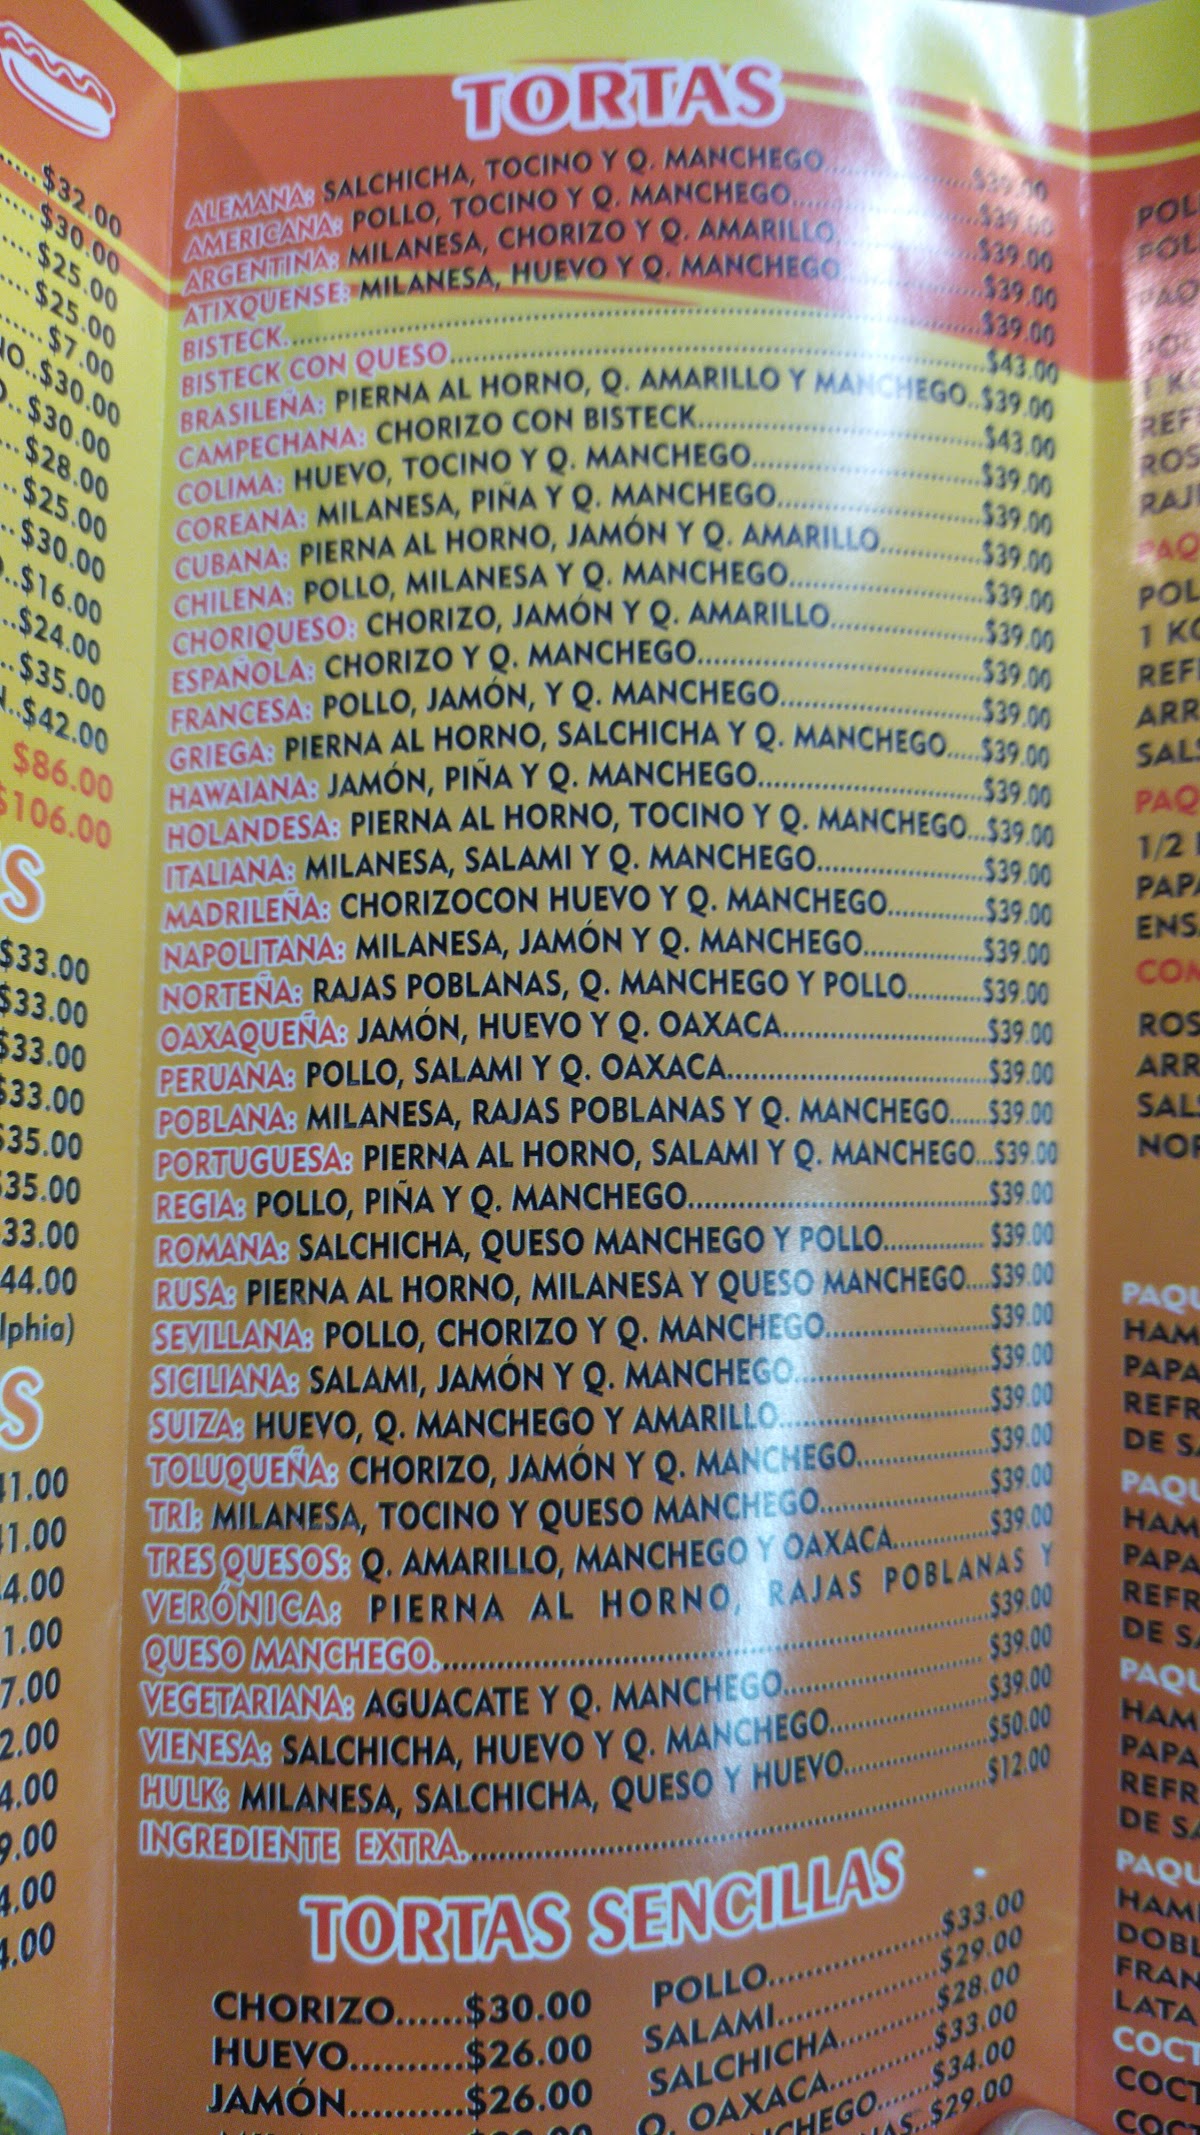 TORTAS
ALEMANA: SALCHICHA, TOCINO Y Q. MANCHEGO.....$39.00
AMERICANA: POLLO, TOCINO Y Q. MANCHEGO.....$39.00
ARGENTINA: MILANESA, CHORIZO Y Q. AMARILLO.....$39.00
ATIXQUENSE: MILANESA, HUEVO Y Q. MANCHEGO.....$39.00
BISTECK.....$39.00
BISTECK CON QUESO.....$43.00
BRASILEÑA: PIERNA AL HORNO, Q. AMARILLO Y MANCHEGO..$39.00
CAMPECHANA: CHORIZO CON BISTECK.....$43.00
COLIMA: HUEVO, TOCINO Y Q. MANCHEGO.....$39.00
COREANA: MILANESA, PIÑA Y Q. MANCHEGO.....$39.00
CUBANA: PIERNA AL HORNO, JAMÓN Y Q. AMARILLO.....$39.00
CHILENA: POLLO, MILANESA Y Q. MANCHEGO.....$39.00
CHORIQUESO: CHORIZO, JAMÓN Y Q. AMARILLO.....$39.00
ESPAÑOLA: CHORIZO Y Q. MANCHEGO.....$39.00
FRANCESA: POLLO, JAMÓN, Y Q. MANCHEGO.....$39.00
GRIEGA: PIERNA AL HORNO, SALCHICHA Y Q. MANCHEGO.....$39.00
HAWAIANA: JAMÓN, PIÑA Y Q. MANCHEGO.....$39.00
HOLANDESA: PIERNA AL HORNO, TOCINO Y Q. MANCHEGO...$39.00
ITALIANA: MILANESA, SALAMI Y Q. MANCHEGO.....$39.00
MADRILEÑA: CHORIZOCON HUEVO Y Q. MANCHEGO.....$39.00
NAPOLITANA: MILANESA, JAMÓN Y Q. MANCHEGO.....$39.00
NORTEÑA: RAJAS POBLANAS, Q. MANCHEGO Y POLLO.....$39.00
OAXAQUEÑA: JAMÓN, HUEVO Y Q. OAXACA.....$39.00
PERUANA: POLLO, SALAMI Y Q. OAXACA.....$39.00
POBLANA: MILANESA, RAJAS POBLANAS Y Q. MANCHEGO.....$39.00
PORTUGUESA: PIERNA AL HORNO, SALAMI Y Q. MANCHEGO...$39.00
REGIA: POLLO, PIÑA Y Q. MANCHEGO.....$39.00
ROMANA: SALCHICHA, QUESO MANCHEGO Y POLLO.....$39.00
RUSA: PIERNA AL HORNO, MILANESA Y QUESO MANCHEGO....$39.00
SEVILLANA: POLLO, CHORIZO Y Q. MANCHEGO.....$39.00
SICILIANA: SALAMI, JAMÓN Y Q. MANCHEGO.....$39.00
SUIZA: HUEVO, Q. MANCHEGO Y AMARILLO.....$39.00
TOLUQUEÑA: CHORIZO, JAMÓN Y Q. MANCHEGO.....$39.00
TRI: MILANESA, TOCINO Y QUESO MANCHEGO.....$39.00
TRES QUESOS: Q. AMARILLO, MANCHEGO Y OAXACA.....$39.00
VERÓNICA: PIERNA AL HORNO, RAJAS POBLANAS Y
QUESO MANCHEGO.....$39.00
VEGETARIANA: AGUACATE Y Q. MANCHEGO.....$39.00
VIENESA: SALCHICHA, HUEVO Y Q. MANCHEGO.....$39.00
HULK: MILANESA, SALCHICHA, QUESO Y HUEVO.....$50.00
INGREDIENTE EXTRA.....$12.00
TORTAS SENCILLAS
CHORIZO......$30.00
HUEVO..........$26.00
JAMÓN..........$26.00
POLLO.....$33.00
SALAMI.....$29.00
SALCHICHA.....$28.00
Q. OAXACA.....$33.00
$34.00
$29.00
$32.00
$30.00
$25.00
$25.00
$7.00
$30.00
$30.00
$28.00
$25.00
$30.00
$16.00
$24.00
$35.00
$42.00
$86.00
$106.00
$33.00
$33.00
$33.00
$33.00
$35.00
35.00
33.00
44.00
1/2
1 KO
DE